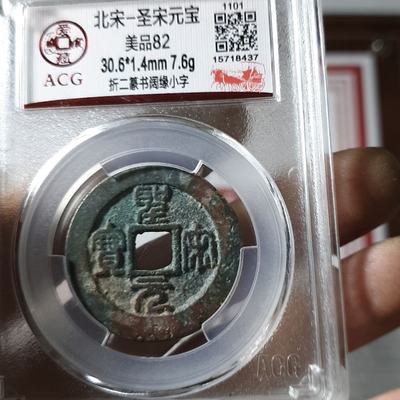 北宋-圣宋元宝
美品82
30.6*1.4mm 7.6g
折二篆书阔缘小字
ACG
1101
15718437
聖宋元寶
ACG